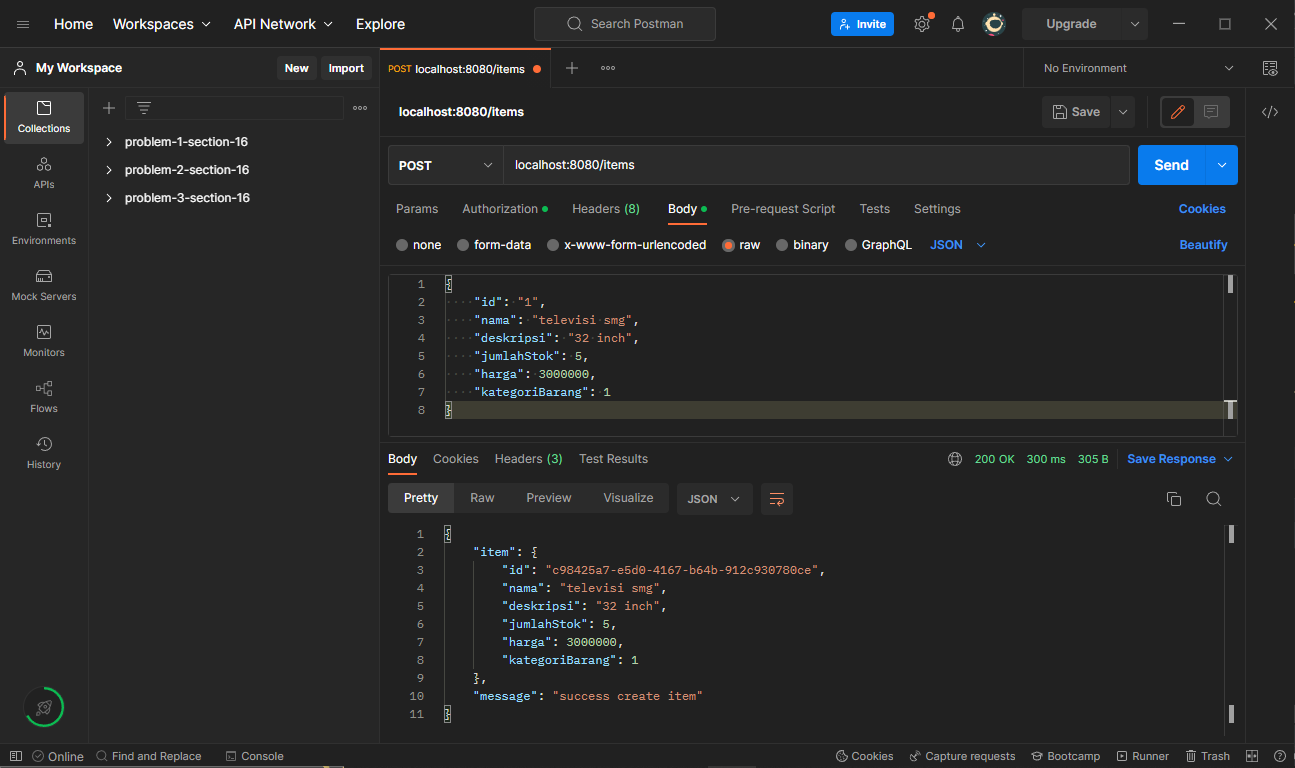 Home Workspaces API Network Explore Search Postman Invite Upgrade
My Workspace New Import POST localhost:8080/items No Environment
Collections
APIs
Environments
Mock Servers
Monitors
Flows
History
problem-1-section-16
problem-2-section-16
problem-3-section-16
localhost:8080/items Save
POST localhost:8080/items Send
Params Authorization Headers (8) Body Pre-request Script Tests Settings Cookies
none form-data x-www-form-urlencoded raw binary GraphQL JSON Beautify
1 {
2 "id": "1",
3 "nama": "televisi smg",
4 "deskripsi": "32 inch",
5 "jumlahStok": 5,
6 "harga": 3000000,
7 "kategoriBarang": 1
8 }
Body Cookies Headers (3) Test Results 200 OK 300 ms 305 B Save Response
Pretty Raw Preview Visualize JSON
1 {
2 "item": {
3 "id": "c98425a7-e5d0-4167-b64b-912c930780ce",
4 "nama": "televisi smg",
5 "deskripsi": "32 inch",
6 "jumlahStok": 5,
7 "harga": 3000000,
8 "kategoriBarang": 1
9 },
10 "message": "success create item"
11 }
Online Find and Replace Console Cookies Capture requests Bootcamp Runner Trash